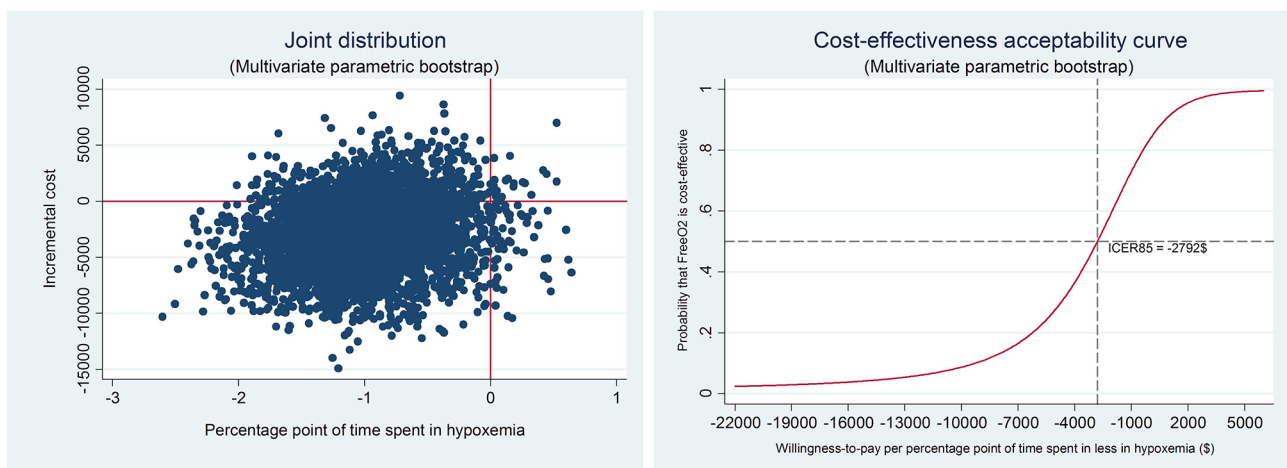 Joint distribution
(Multivariate parametric bootstrap)
Incremental cost
10000
5000
0
-5000
-10000
-15000
-3 -2 -1 0 1
Percentage point of time spent in hypoxemia
Cost-effectiveness acceptability curve
(Multivariate parametric bootstrap)
Probability that FreeO2 is cost-effective
1
.8
.6
.4
.2
0
ICER85 = -2792$
-22000 -19000 -16000 -13000 -10000 -7000 -4000 -1000 2000 5000
Willingness-to-pay per percentage point of time spent in less in hypoxemia ($)